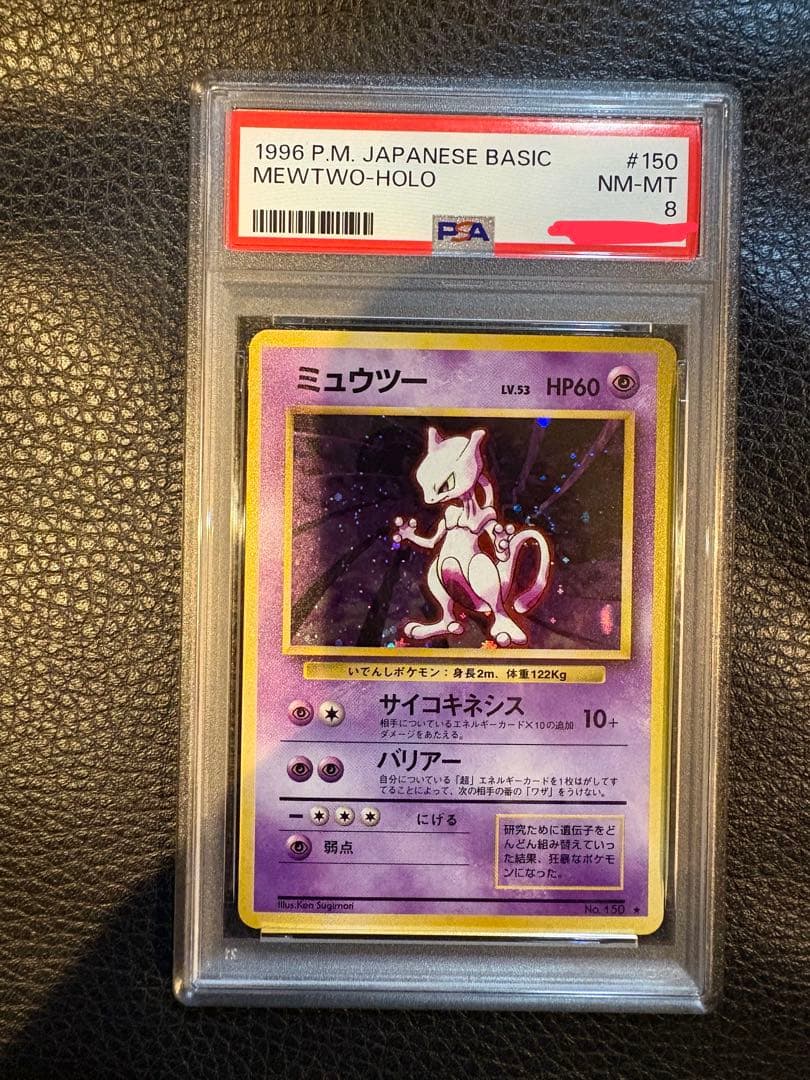 1996 P.M. JAPANESE BASIC #150
MEWTWO-HOLO NM-MT
8
PSA
ミュウツー LV.53 HP60
いでんしポケモン：身長2m、体重122Kg
サイコキネシス 10+
相手についているエネルギーカード×10の追加
ダメージをあたえる。
バリアー
自分についている「超」エネルギーカードを1枚はがしてす
てることによって、次の相手の番の「ワザ」をうけない。
にげる
弱点
研究ために遺伝子をど
んどん組み替えていっ
た結果、狂暴なポケモ
ンになった。
Illus.Ken Sugimori No. 150 ★